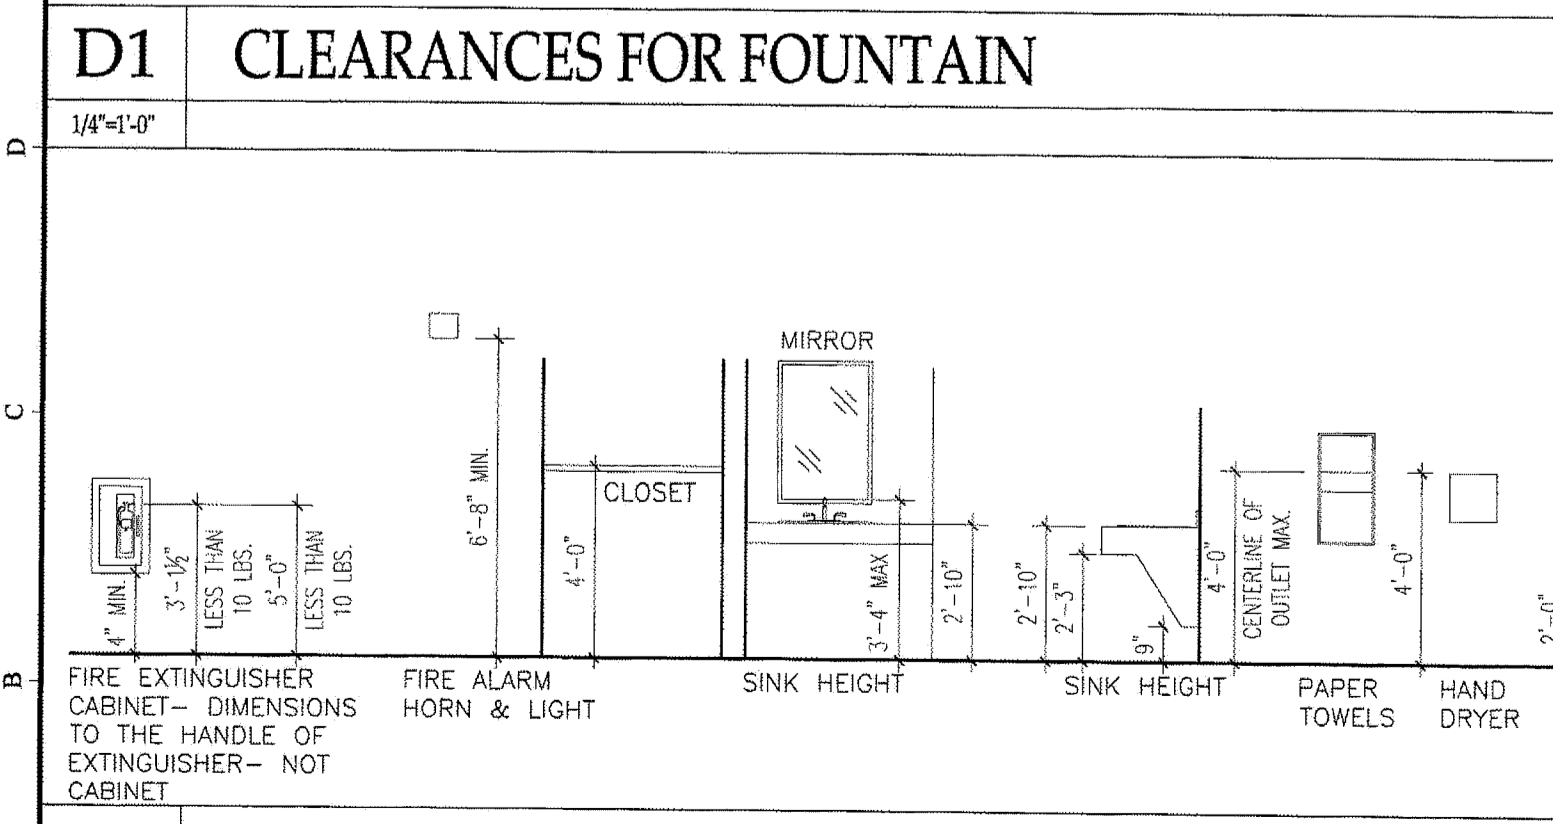 D1
CLEARANCES FOR FOUNTAIN
1/4"=1'-0"
D
C
B
MIRROR
CLOSET
4" MIN.
3'-1½"
LESS THAN
10 LBS.
5'-0"
LESS THAN
10 LBS.
6'-8" MIN.
4'-0"
3'-4" MAX
2'-10"
2'-10"
2'-3"
9"
4'-0"
CENTERLINE OF
OUTLET MAX.
4'-0"
2'-0"
FIRE EXTINGUISHER
CABINET- DIMENSIONS
TO THE HANDLE OF
EXTINGUISHER- NOT
CABINET
FIRE ALARM
HORN & LIGHT
SINK HEIGHT
SINK HEIGHT
PAPER
TOWELS
HAND
DRYER